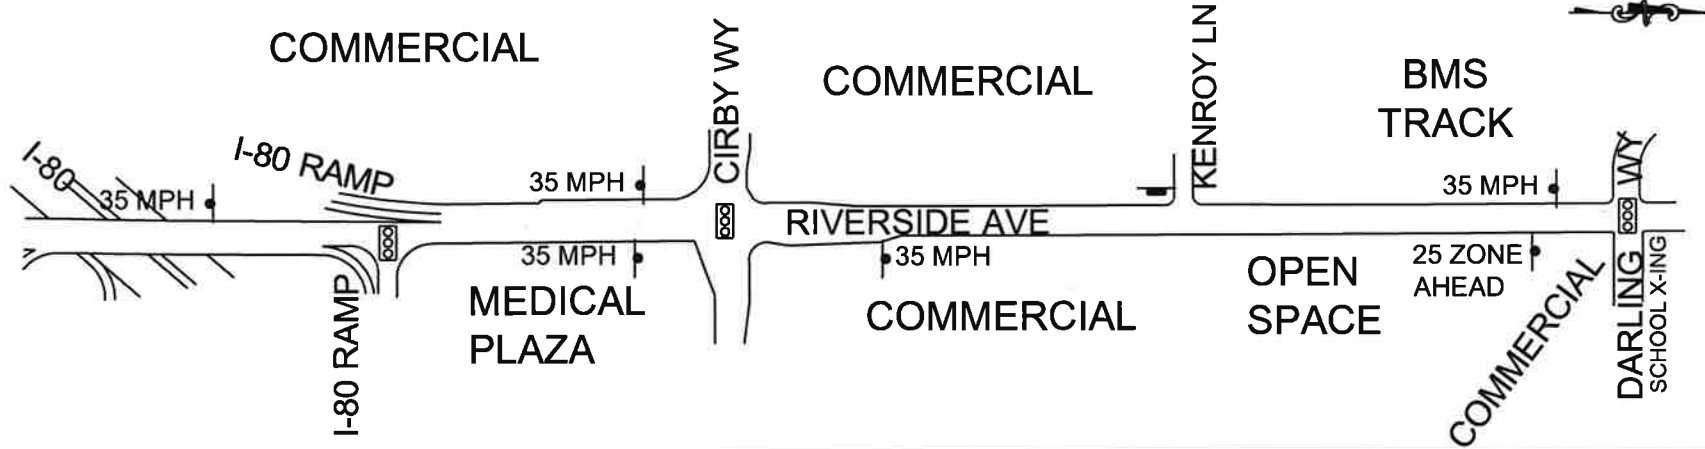 COMMERCIAL
COMMERCIAL
BMS
TRACK
CIRBY WY
KENROY LN
I-80
I-80 RAMP
35 MPH
35 MPH
35 MPH
WY
RIVERSIDE AVE
35 MPH
35 MPH
25 ZONE
AHEAD
OPEN
SPACE
MEDICAL
PLAZA
COMMERCIAL
I-80 RAMP
COMMERCIAL
DARLING
SCHOOL X-ING